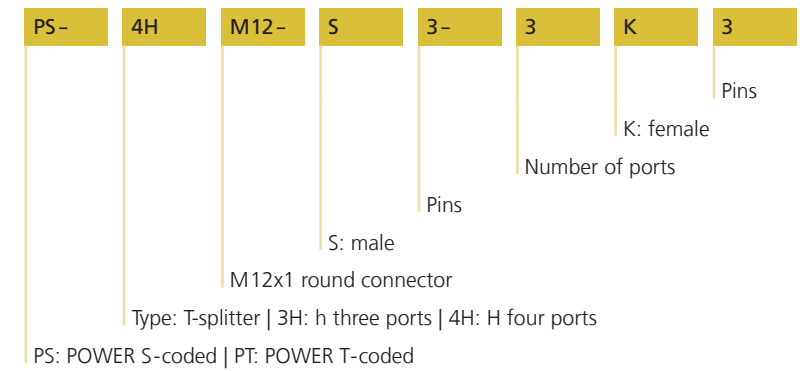 PS– 4H M12– S 3– 3 K 3
Pins
K: female
Number of ports
Pins
S: male
M12x1 round connector
Type: T-splitter | 3H: h three ports | 4H: H four ports
PS: POWER S-coded | PT: POWER T-coded